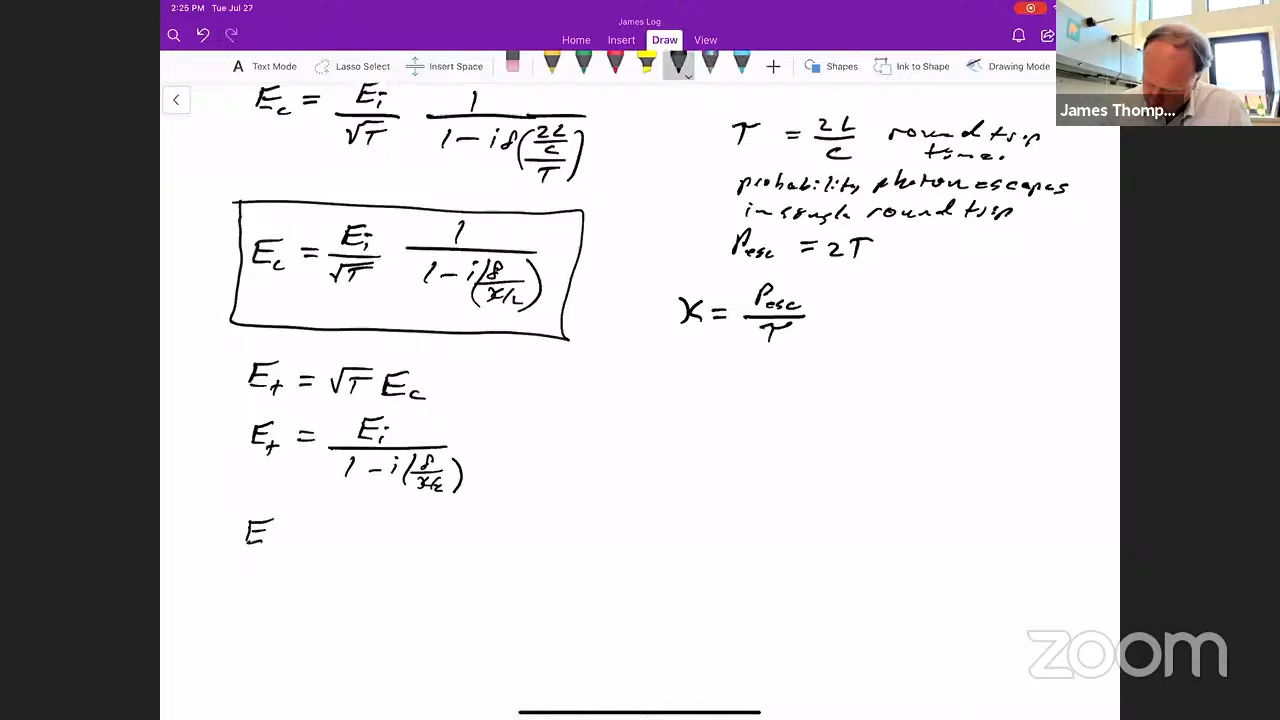 2:25 PM Tue Jul 27
James Log
Home Insert Draw View
A Text Mode Lasso Select Insert Space Shapes Ink to Shape Drawing Mode
James Thomp...
E_c = E_i/√T 1/(1 - iδ((2L/c)/T))
τ = 2L/c round trip time.
probability photon escapes
in single round trip
P_esc = 2T
E_c = E_i/√T 1/(1 - i(δ/(κ/2)))
κ = P_esc/τ
E_t = √T E_c
E_t = E_i/(1 - i(δ/(κ/2)))
E
zoom